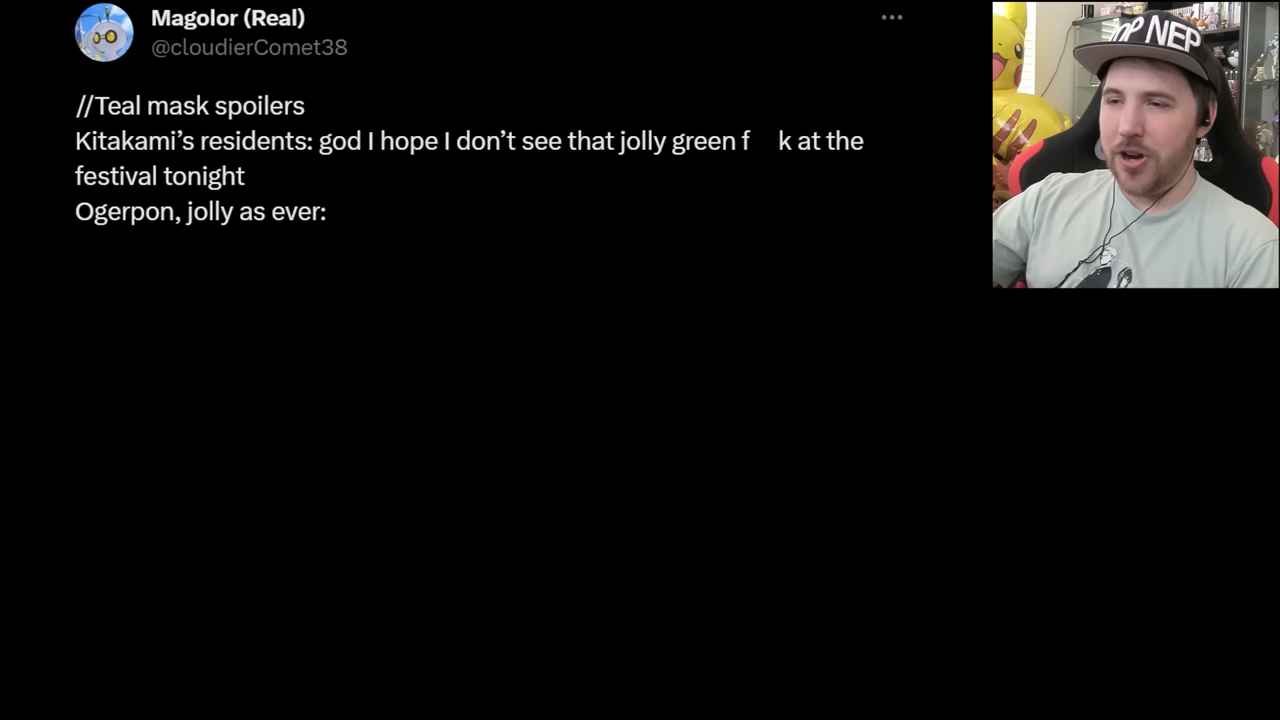 Magolor (Real)
@cloudierComet38
//Teal mask spoilers
Kitakami’s residents: god I hope I don’t see that jolly green f k at the
festival tonight
Ogerpon, jolly as ever:
TOP NEP